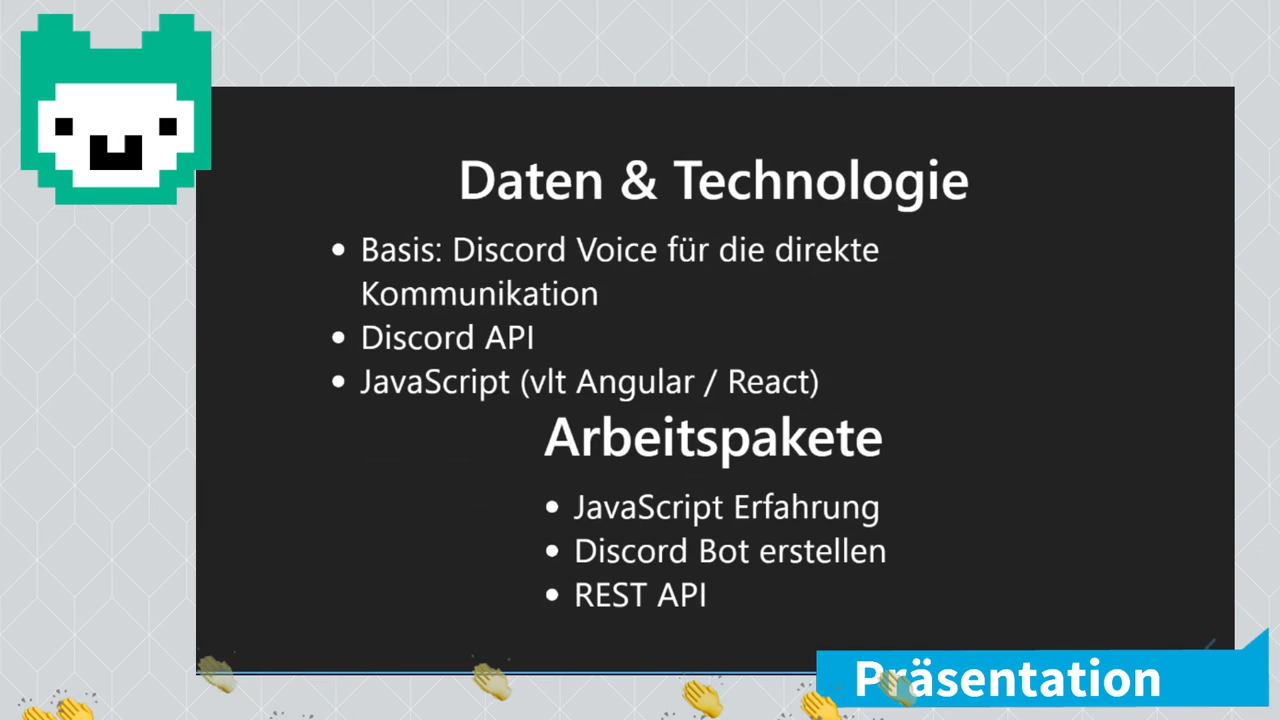 Daten & Technologie
Basis: Discord Voice für die direkte
Kommunikation
Discord API
JavaScript (vlt Angular / React)
Arbeitspakete
JavaScript Erfahrung
Discord Bot erstellen
REST API
Präsentation